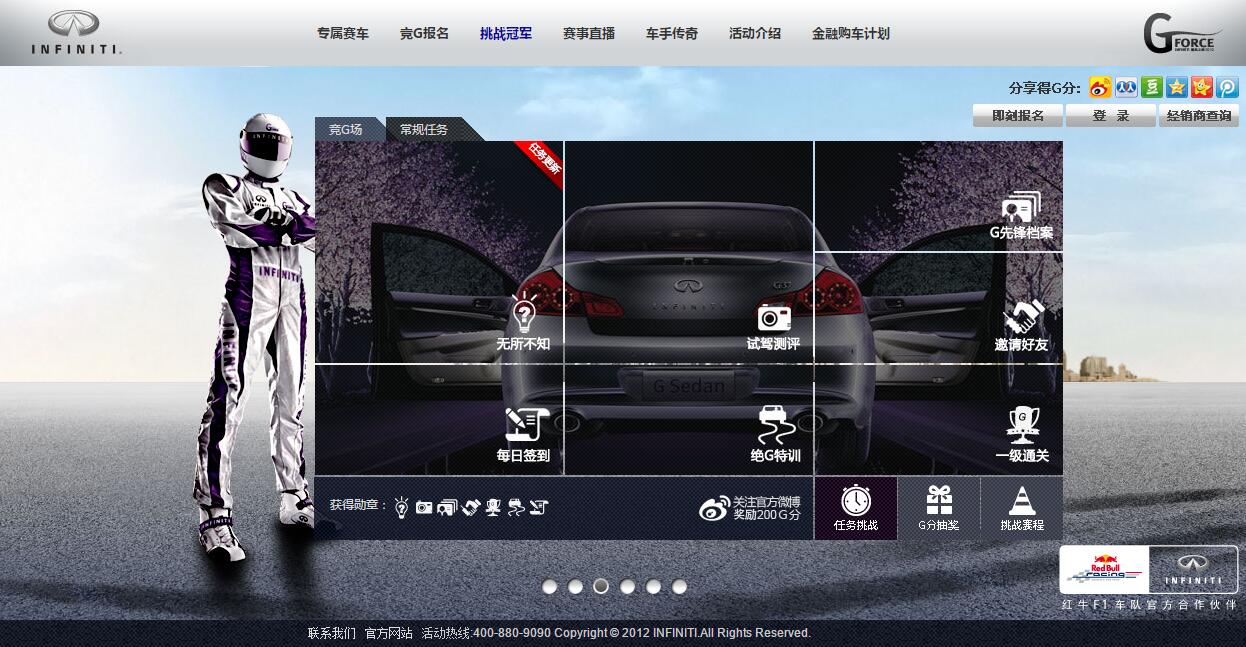 INFINITI.
专属赛车 竞G报名 挑战冠军 赛事直播 车手传奇 活动介绍 金融购车计划
G FORCE
分享得G分:
即刻报名 登 录 经销商查询
竞G场 常规任务
任务更新
INFINITI
G先锋档案
INFINITI
INFINITI
无所不知
试驾测评
邀请好友
G Sedan
每日签到
绝G特训
一级通关
获得勋章:
关注官方微博
奖励200G分
任务挑战 G分抽奖 挑战赛程
Red Bull
racing
INFINITI
红牛F1车队官方合作伙伴
联系我们 官方网站 活动热线:400-880-9090 Copyright © 2012 INFINITI.All Rights Reserved.